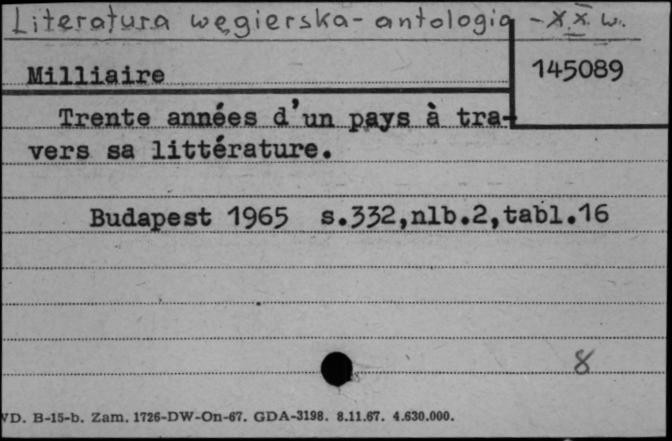 Literatura węgierska-antologia - XX w.
Milliaire
145089
Trente années d'un pays à tra-
vers sa littérature.
Budapest 1965 s.332,nlb.2,tabl.16
8
VD. B-15-b. Zam. 1726-DW-On-67. GDA-3198. 8.11.67. 4.630.000.